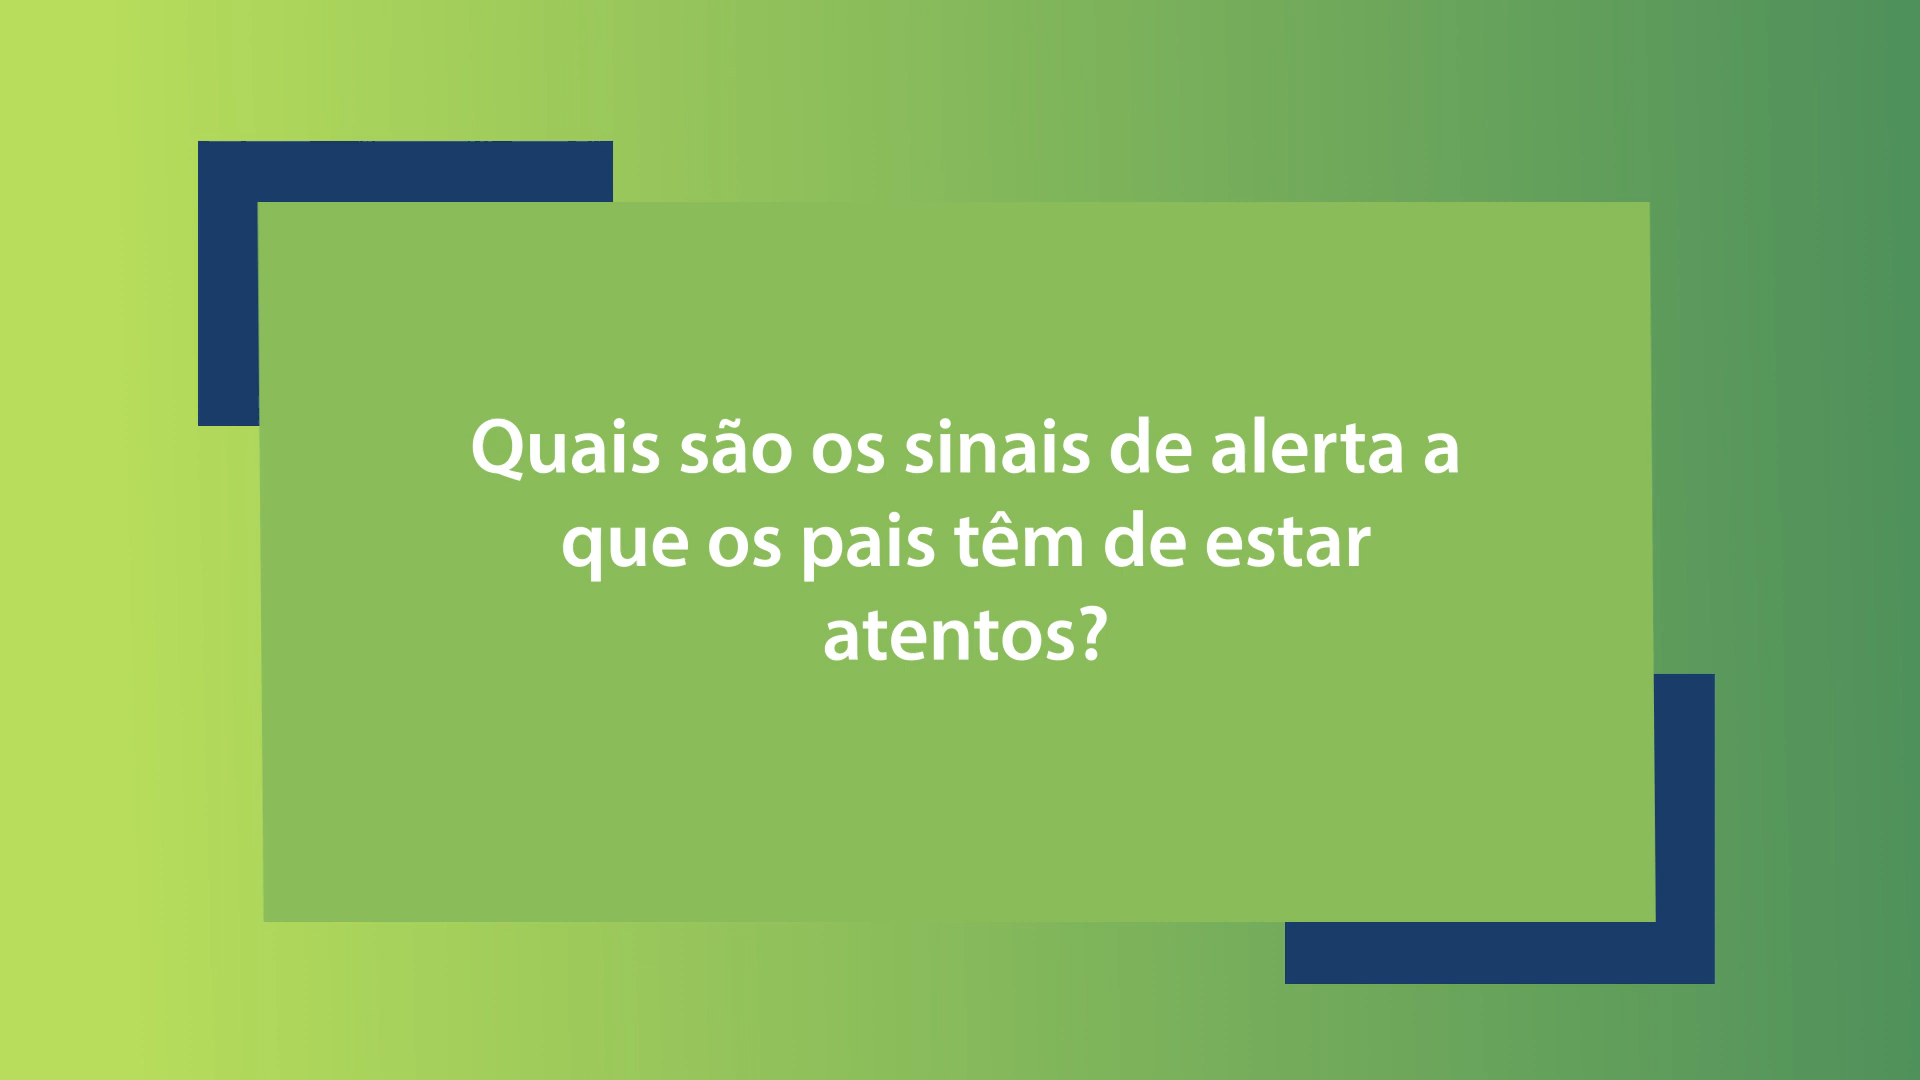 Quais são os sinais de alerta a
que os pais têm de estar
atentos?